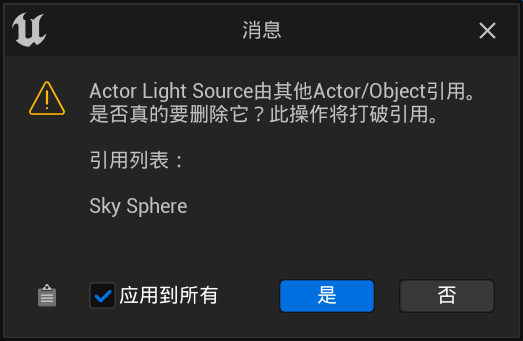 消息
Actor Light Source由其他Actor/Object引用。
是否真的要删除它？此操作将打破引用。
引用列表：
Sky Sphere
应用到所有
是
否